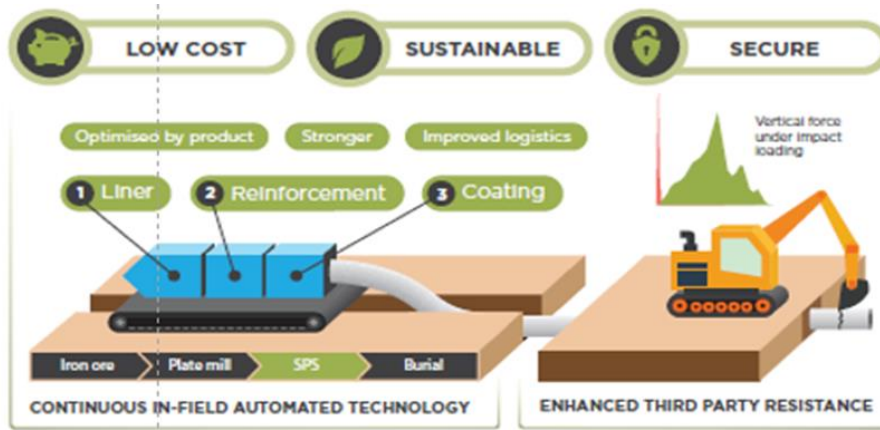 LOW COST
SUSTAINABLE
SECURE
Optimised by product
Stronger
Improved logistics
Vertical force
under impact
loading
1 Liner
2 Reinforcement
3 Coating
Iron ore
Plate mill
SPS
Burial
CONTINUOUS IN-FIELD AUTOMATED TECHNOLOGY
ENHANCED THIRD PARTY RESISTANCE